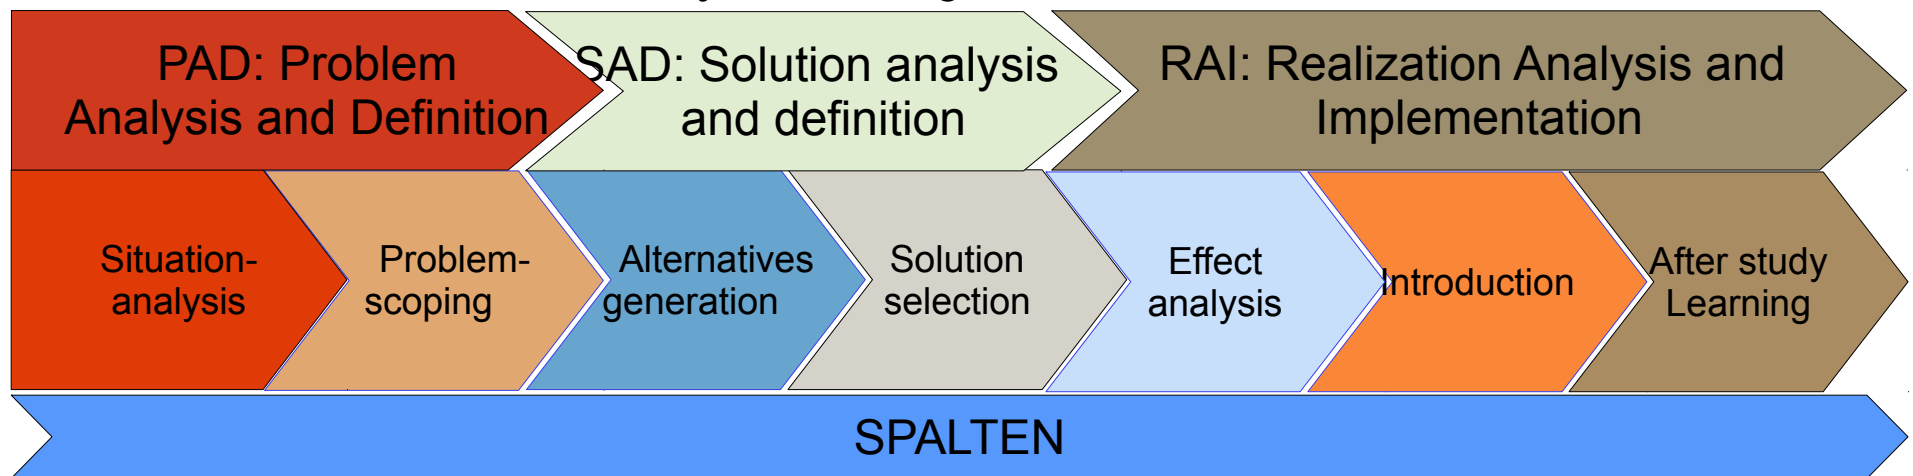 PAD: Problem
Analysis and Definition
SAD: Solution analysis
and definition
RAI: Realization Analysis and
Implementation
Situation-
analysis
Problem-
scoping
Alternatives
generation
Solution
selection
Effect
analysis
Introduction
After study
Learning
SPALTEN